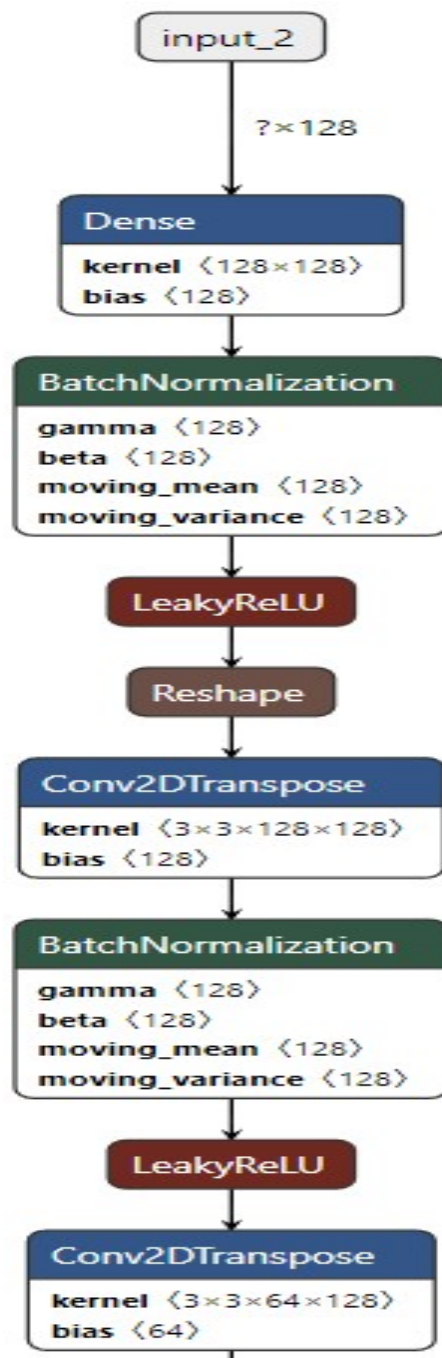 input_2
?×128
Dense
kernel ⟨128×128⟩
bias ⟨128⟩
BatchNormalization
gamma ⟨128⟩
beta ⟨128⟩
moving_mean ⟨128⟩
moving_variance ⟨128⟩
LeakyReLU
Reshape
Conv2DTranspose
kernel ⟨3×3×128×128⟩
bias ⟨128⟩
BatchNormalization
gamma ⟨128⟩
beta ⟨128⟩
moving_mean ⟨128⟩
moving_variance ⟨128⟩
LeakyReLU
Conv2DTranspose
kernel ⟨3×3×64×128⟩
bias ⟨64⟩